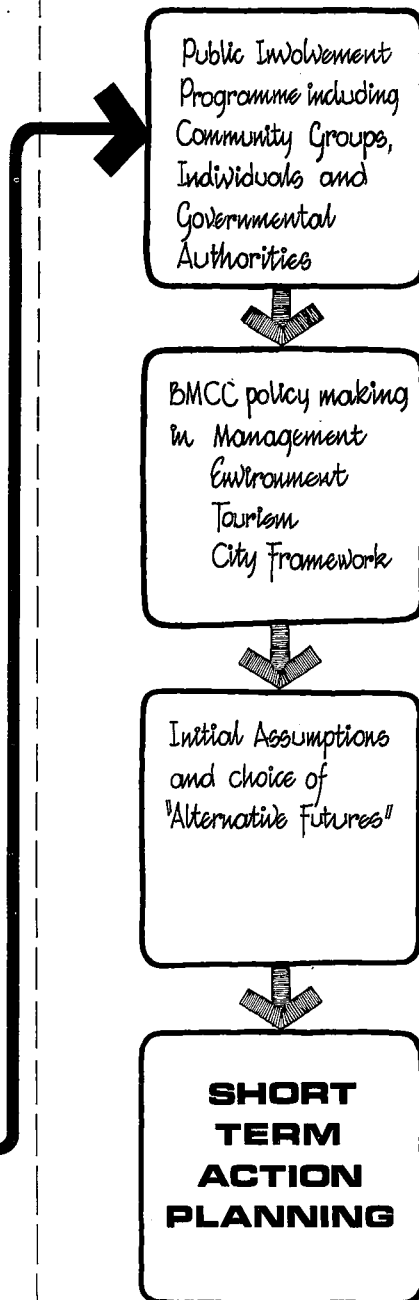 Public Involvement
Programme including
Community Groups,
Individuals and
Governmental
Authorities
BMCC policy making
in Management
Environment
Tourism
City Framework
Initial Assumptions
and choice of
"Alternative Futures"
SHORT
TERM
ACTION
PLANNING